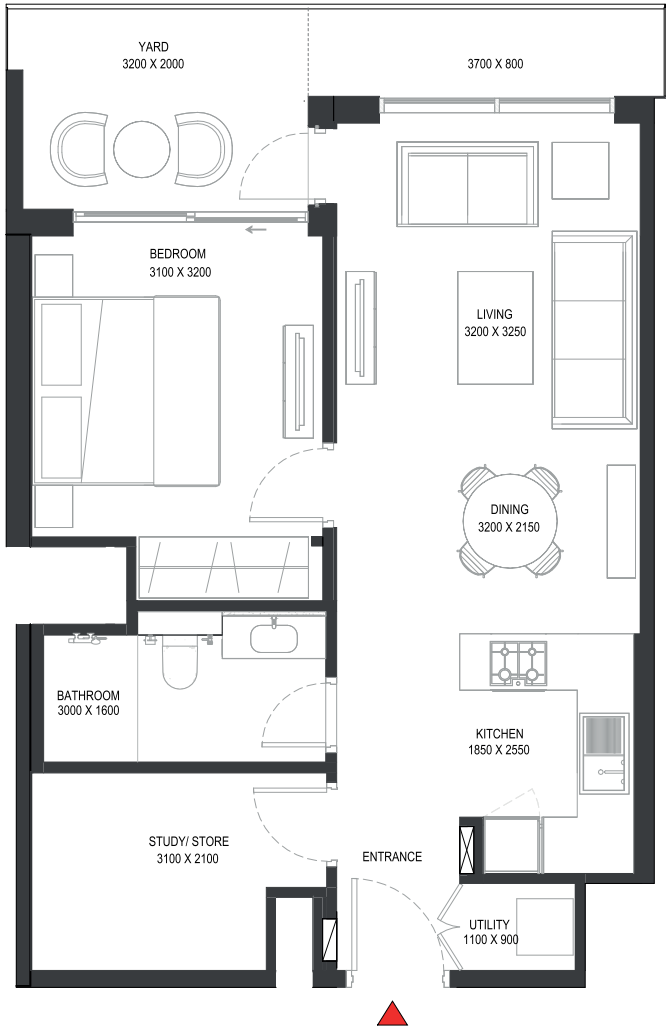 YARD
3200 X 2000
3700 X 800
BEDROOM
3100 X 3200
LIVING
3200 X 3250
DINING
3200 X 2150
BATHROOM
3000 X 1600
KITCHEN
1850 X 2550
STUDY/ STORE
3100 X 2100
ENTRANCE
UTILITY
1100 X 900